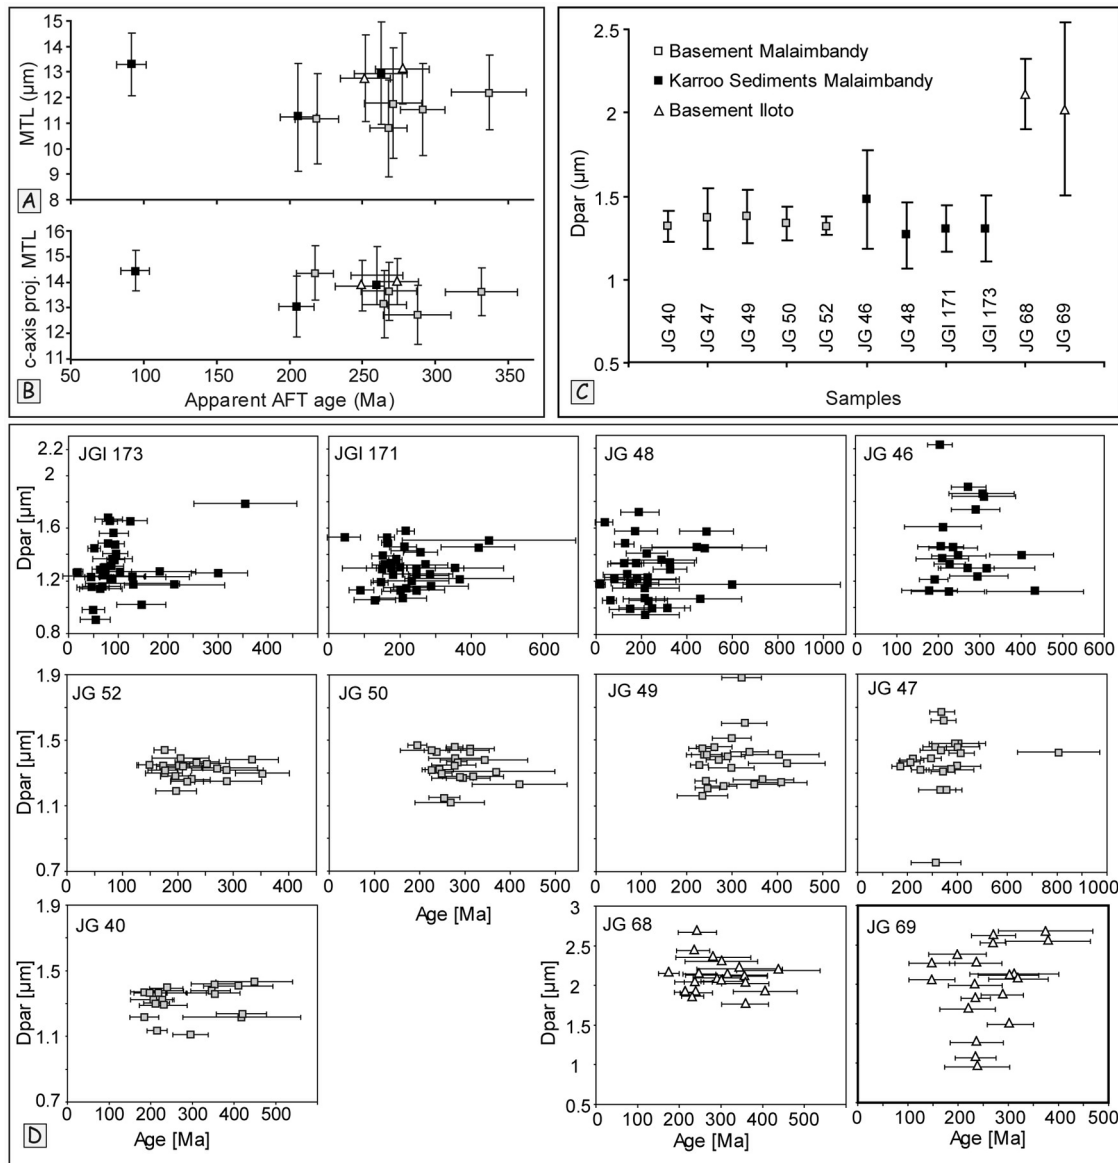 MTL (µm)
15
14
13
12
11
10
9
8
A
c-axis proj. MTL
16
15
14
13
12
11
50 100 150 200 250 300 350
Apparent AFT age (Ma)
B
Dpar (µm)
2.5
2
1.5
1
0.5
Basement Malaimbandy
Karroo Sediments Malaimbandy
Basement Iloto
JG 40
JG 47
JG 49
JG 50
JG 52
JG 46
JG 48
JGI 171
JGI 173
JG 68
JG 69
C
Samples
Dpar [µm]
2.2
2
1.6
1.2
0.8
JGI 173
0 100 200 300 400
JGI 171
0 200 400 600
JG 48
0 200 400 600 800 1000
JG 46
0 100 200 300 400 500 600
Dpar [µm]
1.9
1.5
1.1
0.7
JG 52
0 100 200 300 400
JG 50
0 100 200 300 400 500
Age [Ma]
JG 49
0 100 200 300 400 500
JG 47
0 200 400 600 800 1000
Dpar [µm]
1.9
1.5
1.1
0.7
JG 40
0 100 200 300 400 500
Age [Ma]
Dpar [µm]
3
2.5
2
1.5
1
0.5
JG 68
0 200 400 600
Age [Ma]
JG 69
0 100 200 300 400 500
Age [Ma]
D